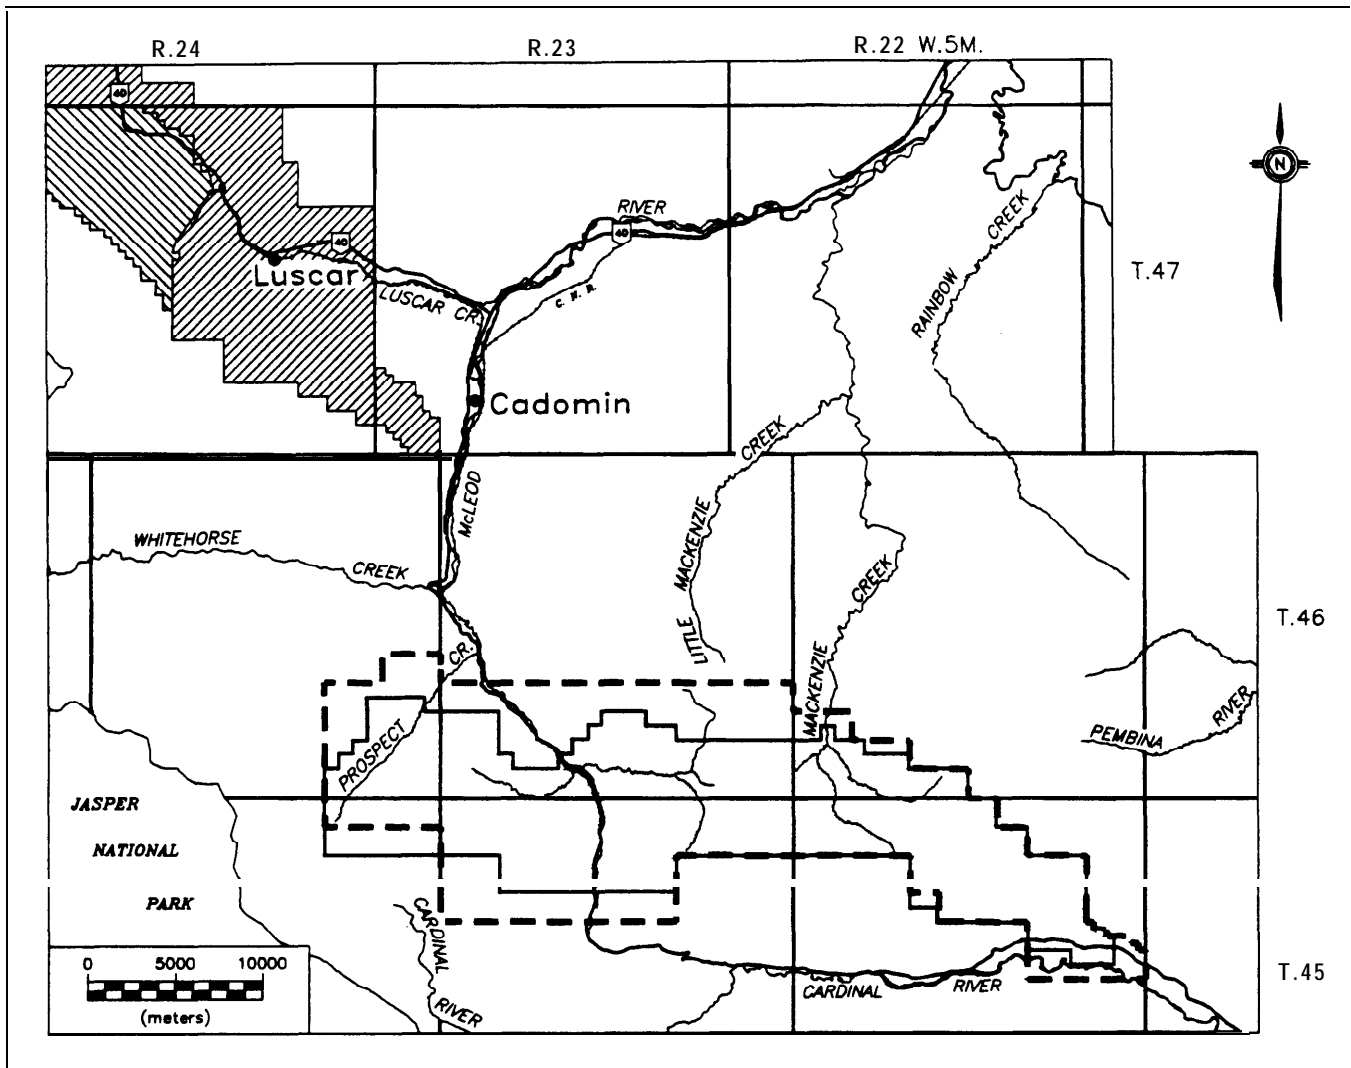 R.24
R.23
R.22 W.5M.
40
N
RIVER
40
CREEK
40
Luscar
T.47
LUSCAR CR.
C. N. R.
RAINBOW
Cadomin
CREEK
McLEOD
WHITEHORSE
MACKENZIE
CREEK
CREEK
T.46
LITTLE
CR.
MACKENZIE
RIVER
PROSPECT
PEMBINA
JASPER
NATIONAL
PARK
CARDINAL
0 5000 10000
(meters)
T.45
CARDINAL
RIVER
RIVER